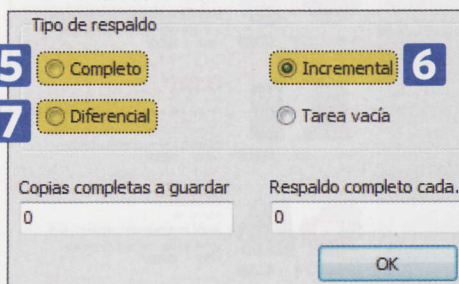 Tipo de respaldo
5 Completo Incremental 6
7 Diferencial Tarea vacía
Copias completas a guardar Respaldo completo cada.
0 0
OK